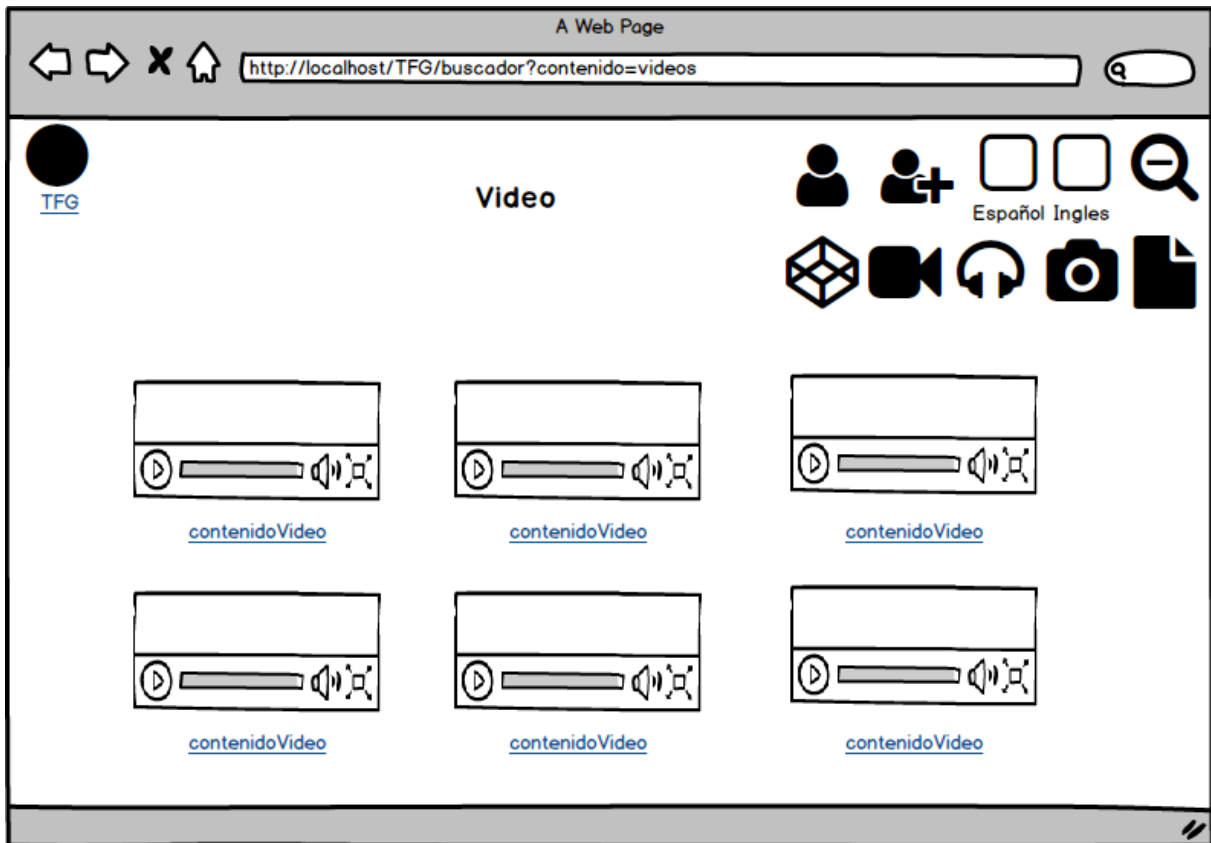 A Web Page
http://localhost/TFG/buscador?contenido=videos
TFG
Video
Español Ingles
contenidoVideo contenidoVideo contenidoVideo
contenidoVideo contenidoVideo contenidoVideo